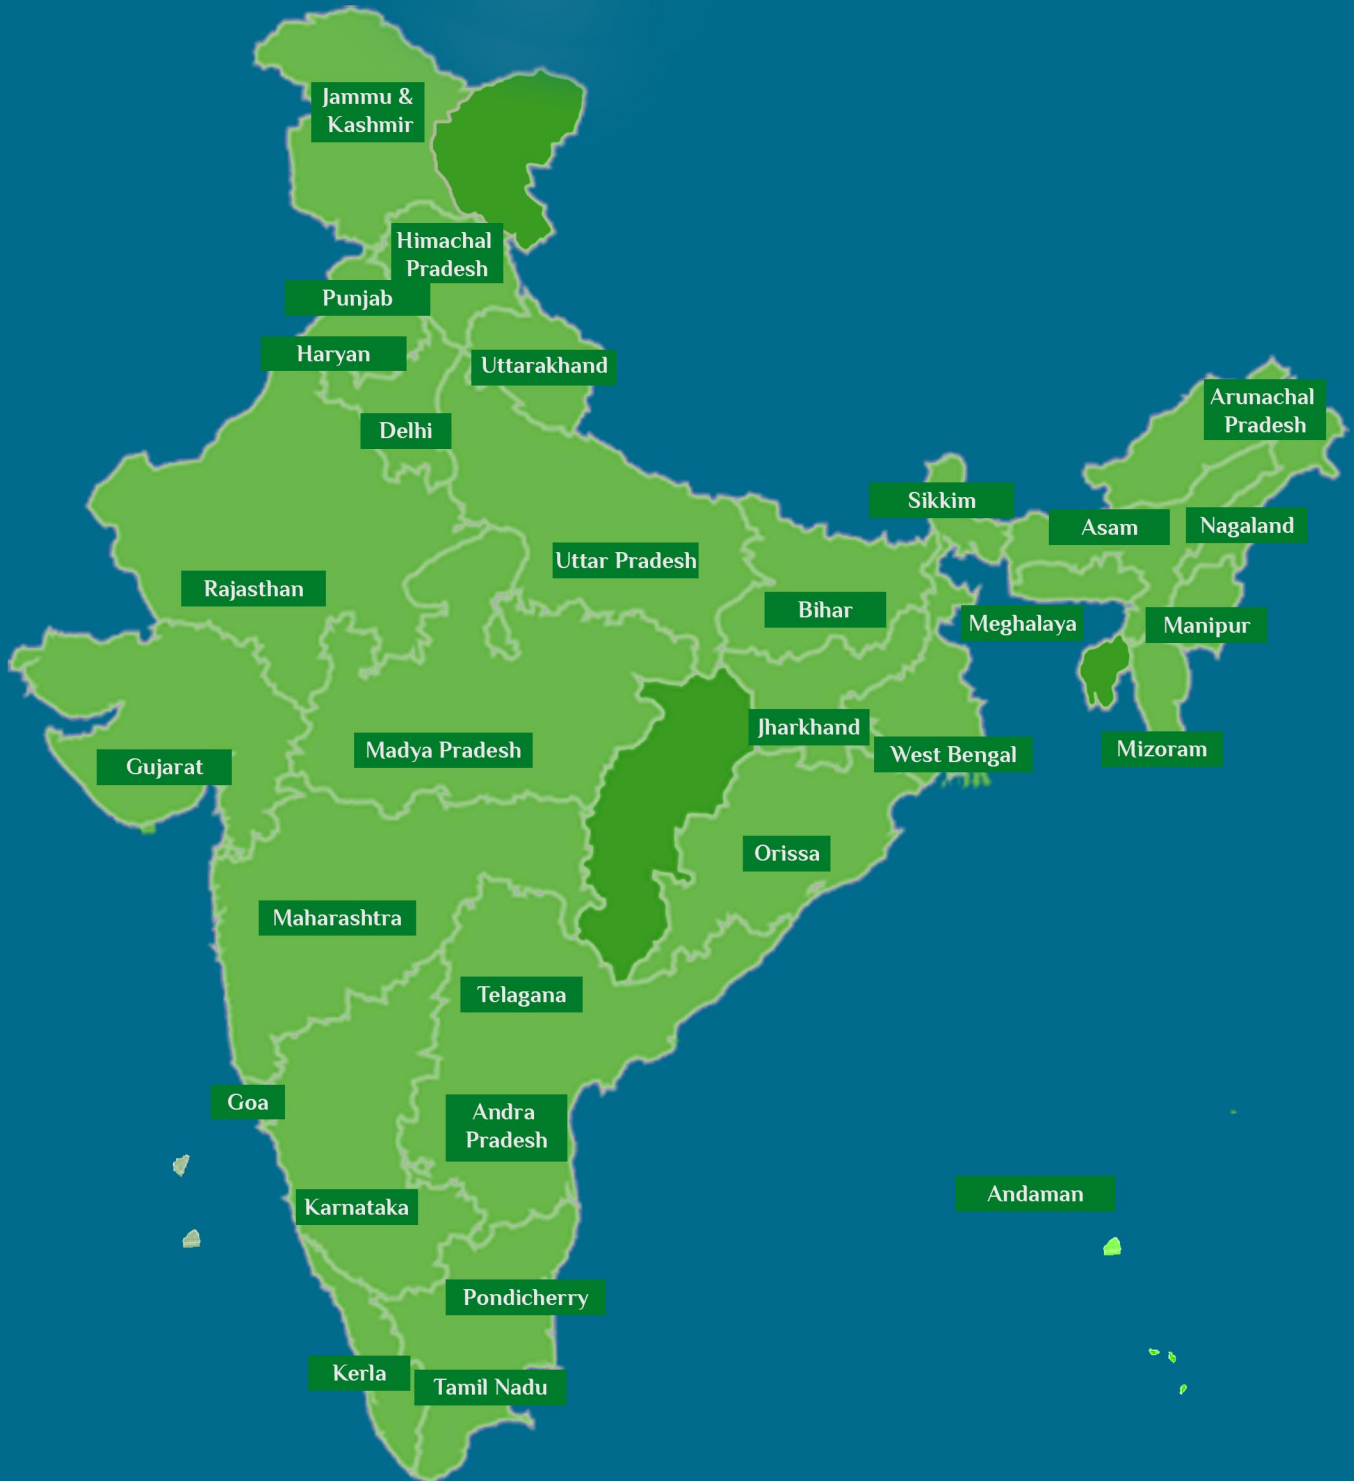 Jammu &
Kashmir
Himachal
Pradesh
Punjab
Haryan
Uttarakhand
Arunachal
Pradesh
Delhi
Sikkim
Asam
Nagaland
Uttar Pradesh
Rajasthan
Bihar
Meghalaya
Manipur
Jharkhand
Madya Pradesh
West Bengal
Mizoram
Gujarat
Orissa
Maharashtra
Telagana
Goa
Andra
Pradesh
Andaman
Karnataka
Pondicherry
Kerla
Tamil Nadu